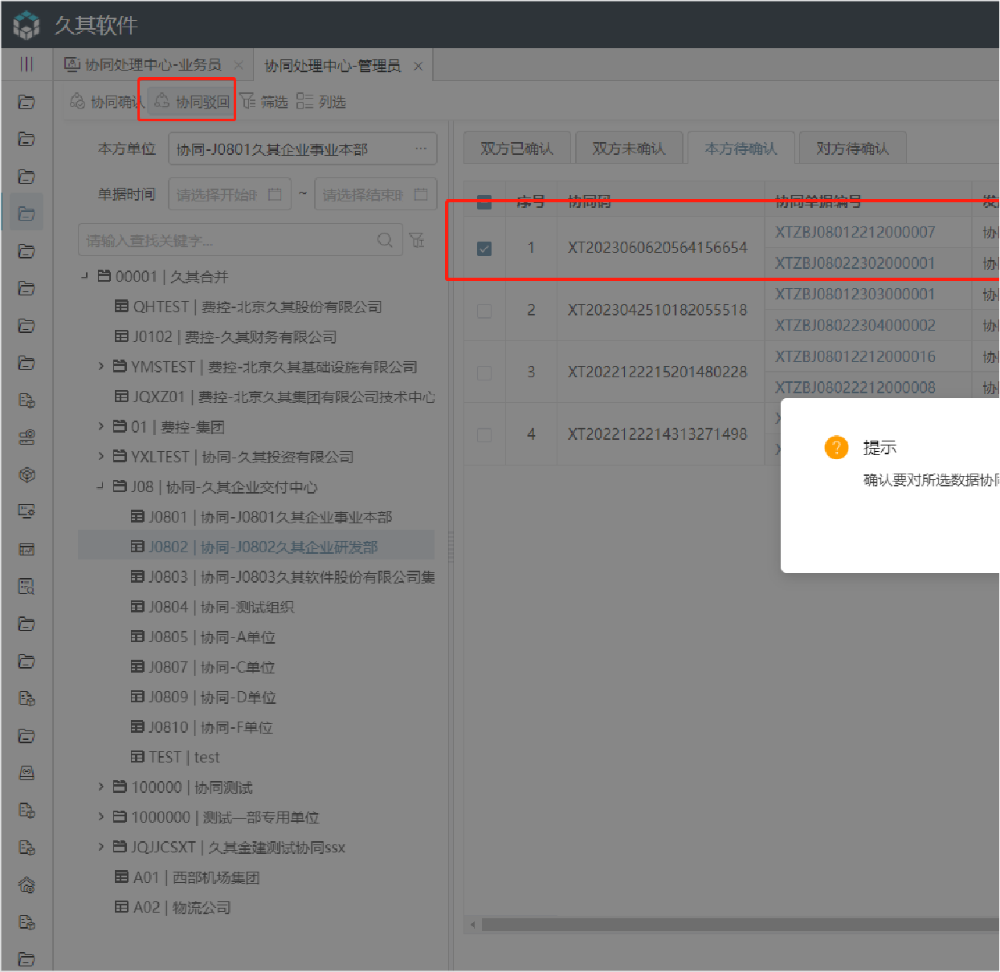 久其软件
协同处理中心-业务员
协同处理中心-管理员
协同确认 协同驳回 筛选 列选
本方单位 协同-J0801久其企业事业本部 ...
单据时间 请选择开始时 ~ 请选择结束时
请输入查找关键字...
00001 | 久其合并
QHTEST | 费控-北京久其股份有限公司
J0102 | 费控-久其财务有限公司
YMSTEST | 费控-北京久其基础设施有限公司
JQXZ01 | 费控-北京久其集团有限公司技术中心
01 | 费控-集团
YXLTEST | 协同-久其投资有限公司
J08 | 协同-久其企业交付中心
J0801 | 协同-J0801久其企业事业本部
J0802 | 协同-J0802久其企业研发部
J0803 | 协同-J0803久其软件股份有限公司集
J0804 | 协同-测试组织
J0805 | 协同-A单位
J0807 | 协同-C单位
J0809 | 协同-D单位
J0810 | 协同-F单位
TEST | test
100000 | 协同测试
1000000 | 测试一部专用单位
JQJJCSXT | 久其金建测试协同ssx
A01 | 西部机场集团
A02 | 物流公司
双方已确认 双方未确认 本方待确认 对方待确认
序号 协同码 协同单据编号 发
1 XT2023060620564156654 XTZBJ08012212000007 协
XTZBJ08022302000001 协
2 XT2023042510182055518 XTZBJ08012303000001 协
XTZBJ08022304000002 协
3 XT2022122215201480228 XTZBJ08012212000016 协
XTZBJ08022212000008 协
4 XT2022122214313271498 X
X
提示
确认要对所选数据协同